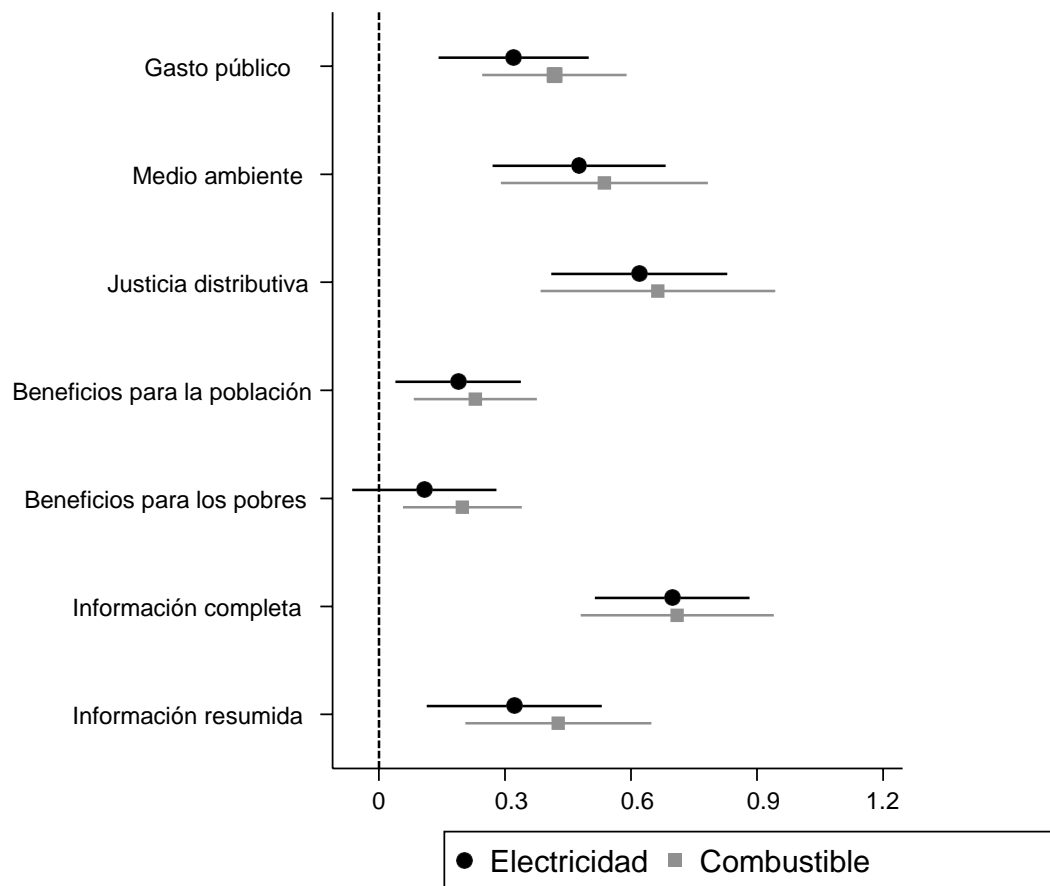 Gasto público
Medio ambiente
Justicia distributiva
Beneficios para la población
Beneficios para los pobres
Información completa
Información resumida
0 0.3 0.6 0.9 1.2
Electricidad Combustible